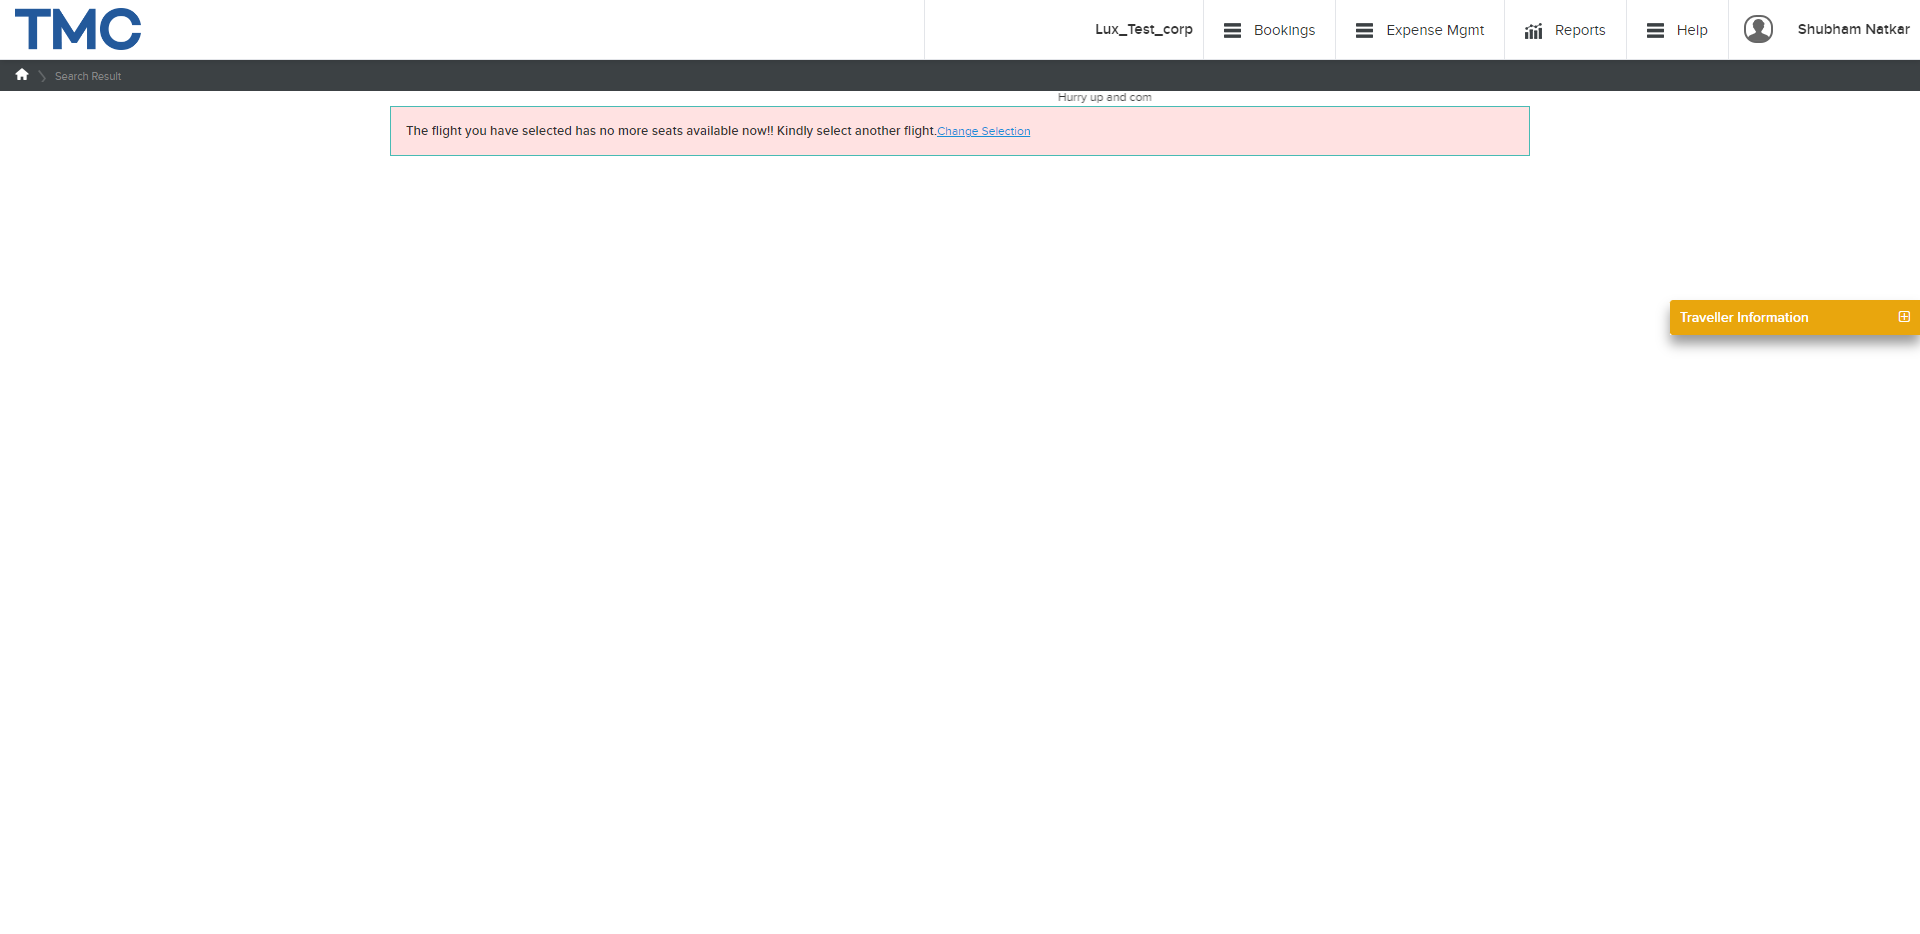 TMC
Lux_Test_corp
Bookings
Expense Mgmt
Reports
Help
Shubham Natkar
Search Result
Hurry up and com
The flight you have selected has no more seats available now!! Kindly select another flight.Change Selection
Traveller Information